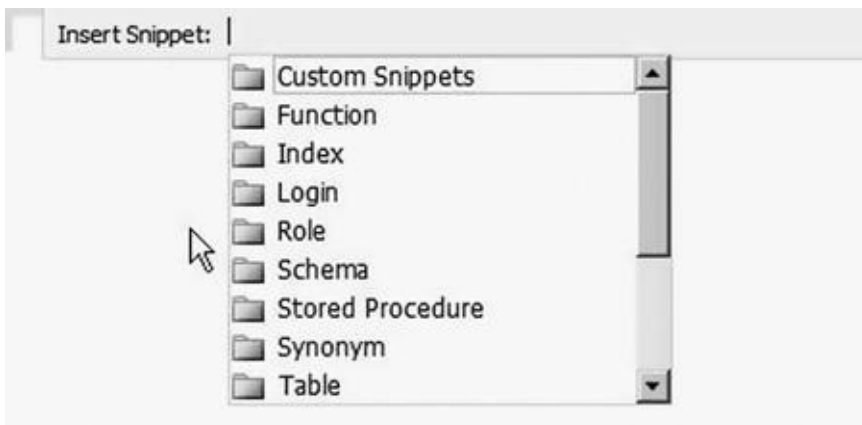 Insert Snippet:
Custom Snippets
Function
Index
Login
Role
Schema
Stored Procedure
Synonym
Table